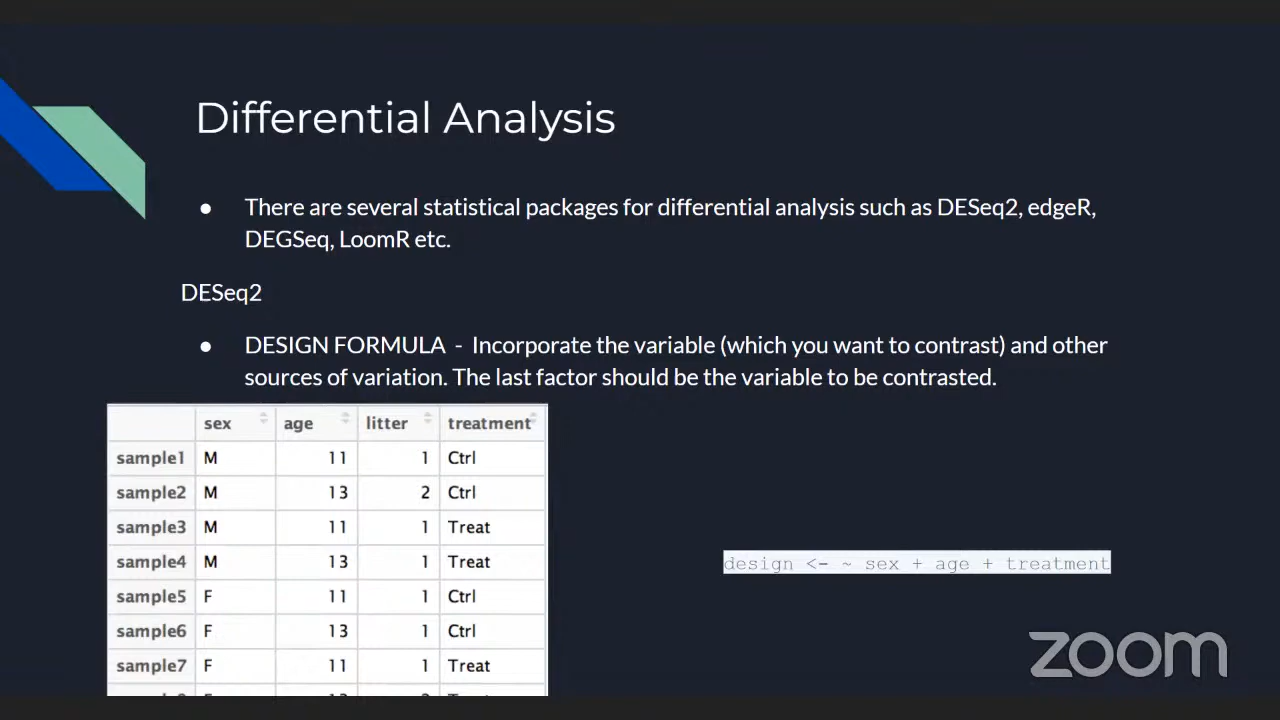 Differential Analysis
● There are several statistical packages for differential analysis such as DESeq2, edgeR,
DEGSeq, LoomR etc.
DESeq2
● DESIGN FORMULA - Incorporate the variable (which you want to contrast) and other
sources of variation. The last factor should be the variable to be contrasted.
sex age litter treatment
sample1 M 11 1 Ctrl
sample2 M 13 2 Ctrl
sample3 M 11 1 Treat
sample4 M 13 1 Treat
sample5 F 11 1 Ctrl
sample6 F 13 1 Ctrl
sample7 F 11 1 Treat
design <- ~ sex + age + treatment
zoom